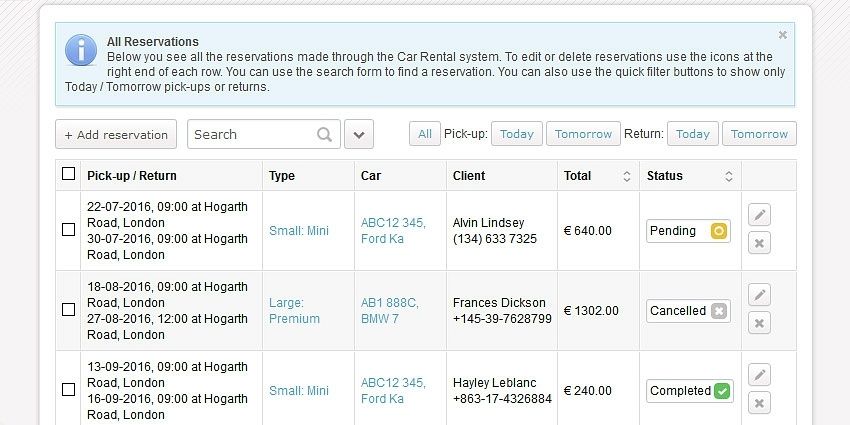 All Reservations
Below you see all the reservations made through the Car Rental system. To edit or delete reservations use the icons at the
right end of each row. You can use the search form to find a reservation. You can also use the quick filter buttons to show only
Today / Tomorrow pick-ups or returns.
+ Add reservation Search All Pick-up: Today Tomorrow Return: Today Tomorrow
Pick-up / Return Type Car Client Total Status
22-07-2016, 09:00 at Hogarth
Road, London
30-07-2016, 09:00 at Hogarth
Road, London
Small: Mini
ABC12 345,
Ford Ka
Alvin Lindsey
(134) 633 7325
€ 640.00
Pending
18-08-2016, 09:00 at Hogarth
Road, London
27-08-2016, 12:00 at Hogarth
Road, London
Large:
Premium
AB1 888C,
BMW 7
Frances Dickson
+145-39-7628799
€ 1302.00
Cancelled
13-09-2016, 09:00 at Hogarth
Road, London
16-09-2016, 09:00 at Hogarth
Road, London
Small: Mini
ABC12 345,
Ford Ka
Hayley Leblanc
+863-17-4326884
€ 240.00
Completed